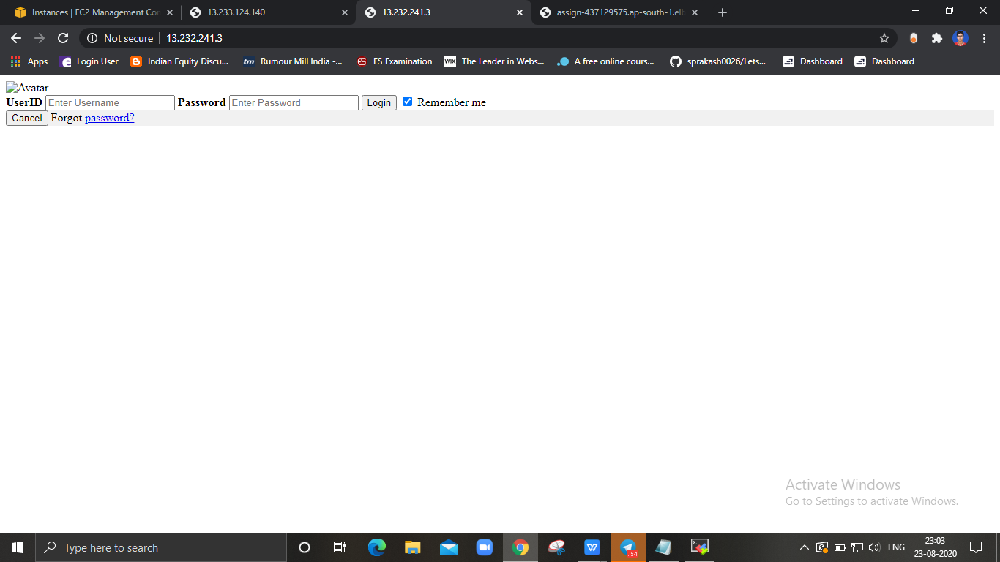 Instances | EC2 Management Con
13.233.124.140
13.232.241.3
assign-437129575.ap-south-1.elb
Not secure
13.232.241.3
Apps
Login User
Indian Equity Discu...
Rumour Mill India -...
ES Examination
The Leader in Webs...
A free online cours...
sprakash0026/Lets...
Dashboard
Dashboard
Avatar
UserID Enter Username Password Enter Password Login Remember me
Cancel Forgot password?
Activate Windows
Go to Settings to activate Windows.
Type here to search
..54
ENG
23:03
23-08-2020